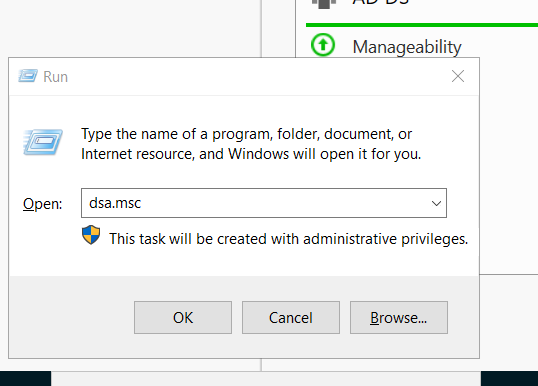 AD DS
Manageability
Run
Type the name of a program, folder, document, or
Internet resource, and Windows will open it for you.
Open: dsa.msc
This task will be created with administrative privileges.
OK Cancel Browse...